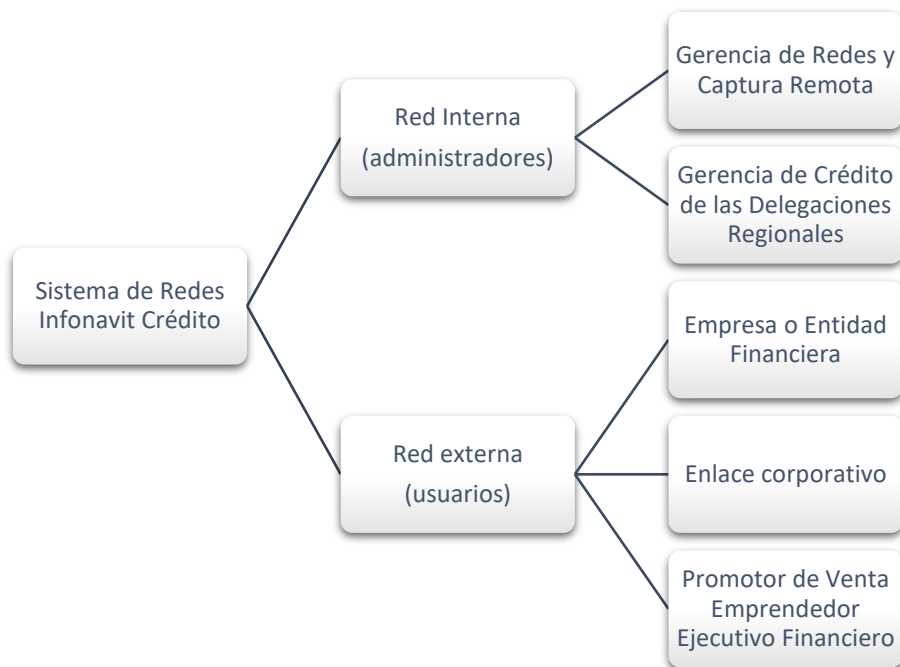 Sistema de Redes
Infonavit Crédito
Red Interna
(administradores)
Gerencia de Redes y
Captura Remota
Gerencia de Crédito
de las Delegaciones
Regionales
Red externa
(usuarios)
Empresa o Entidad
Financiera
Enlace corporativo
Promotor de Venta
Emprendedor
Ejecutivo Financiero